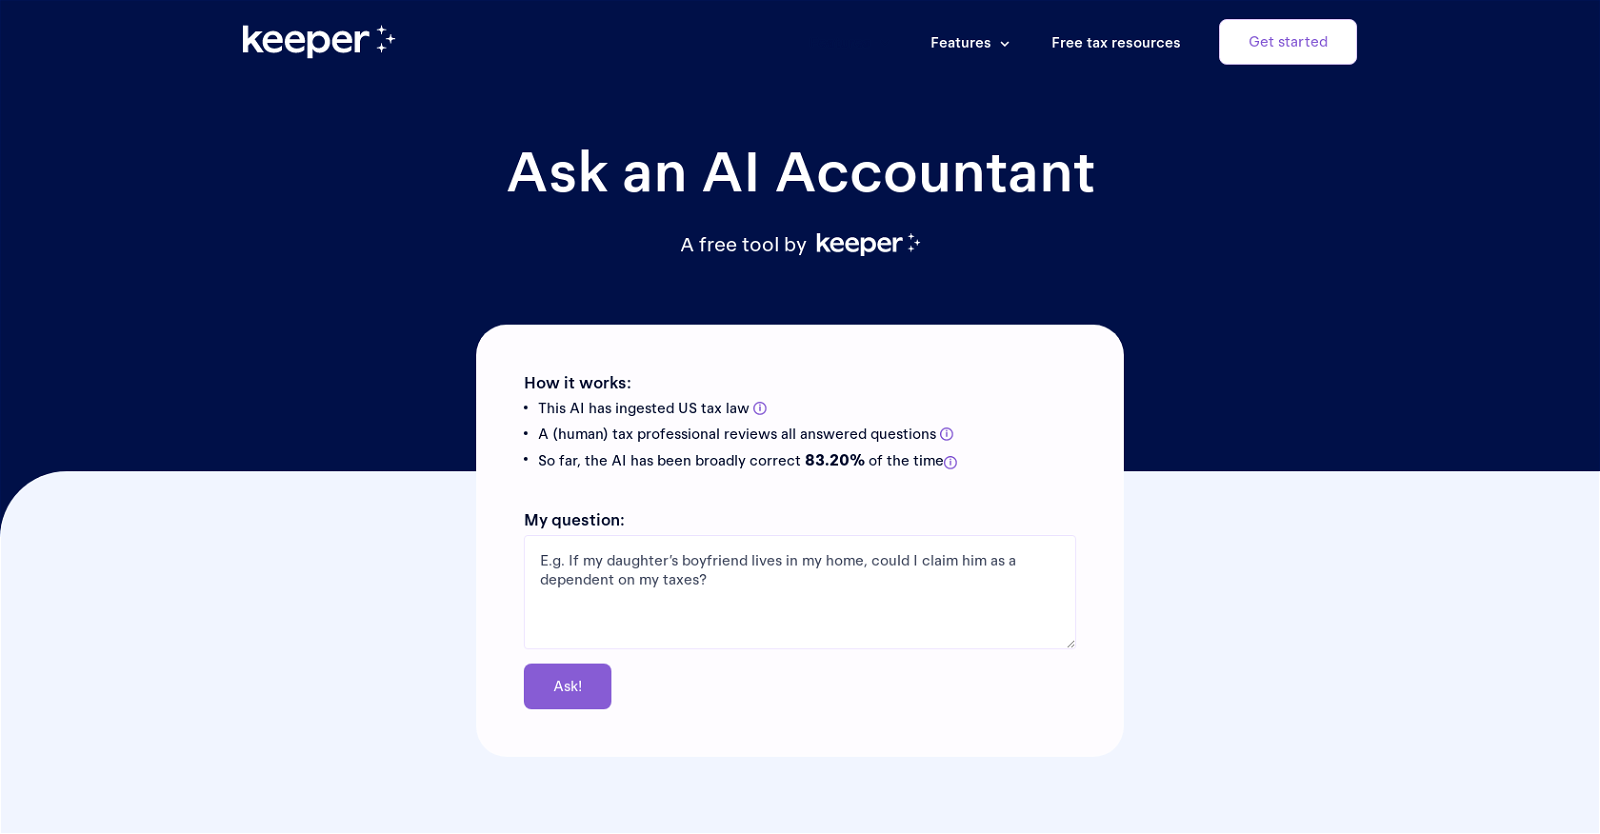 keeper
Features
Free tax resources
Get started
Ask an AI Accountant
A free tool by keeper
How it works:
• This AI has ingested US tax law
• A (human) tax professional reviews all answered questions
• So far, the AI has been broadly correct 83.20% of the time
My question:
E.g. If my daughter's boyfriend lives in my home, could I claim him as a
dependent on my taxes?
Ask!